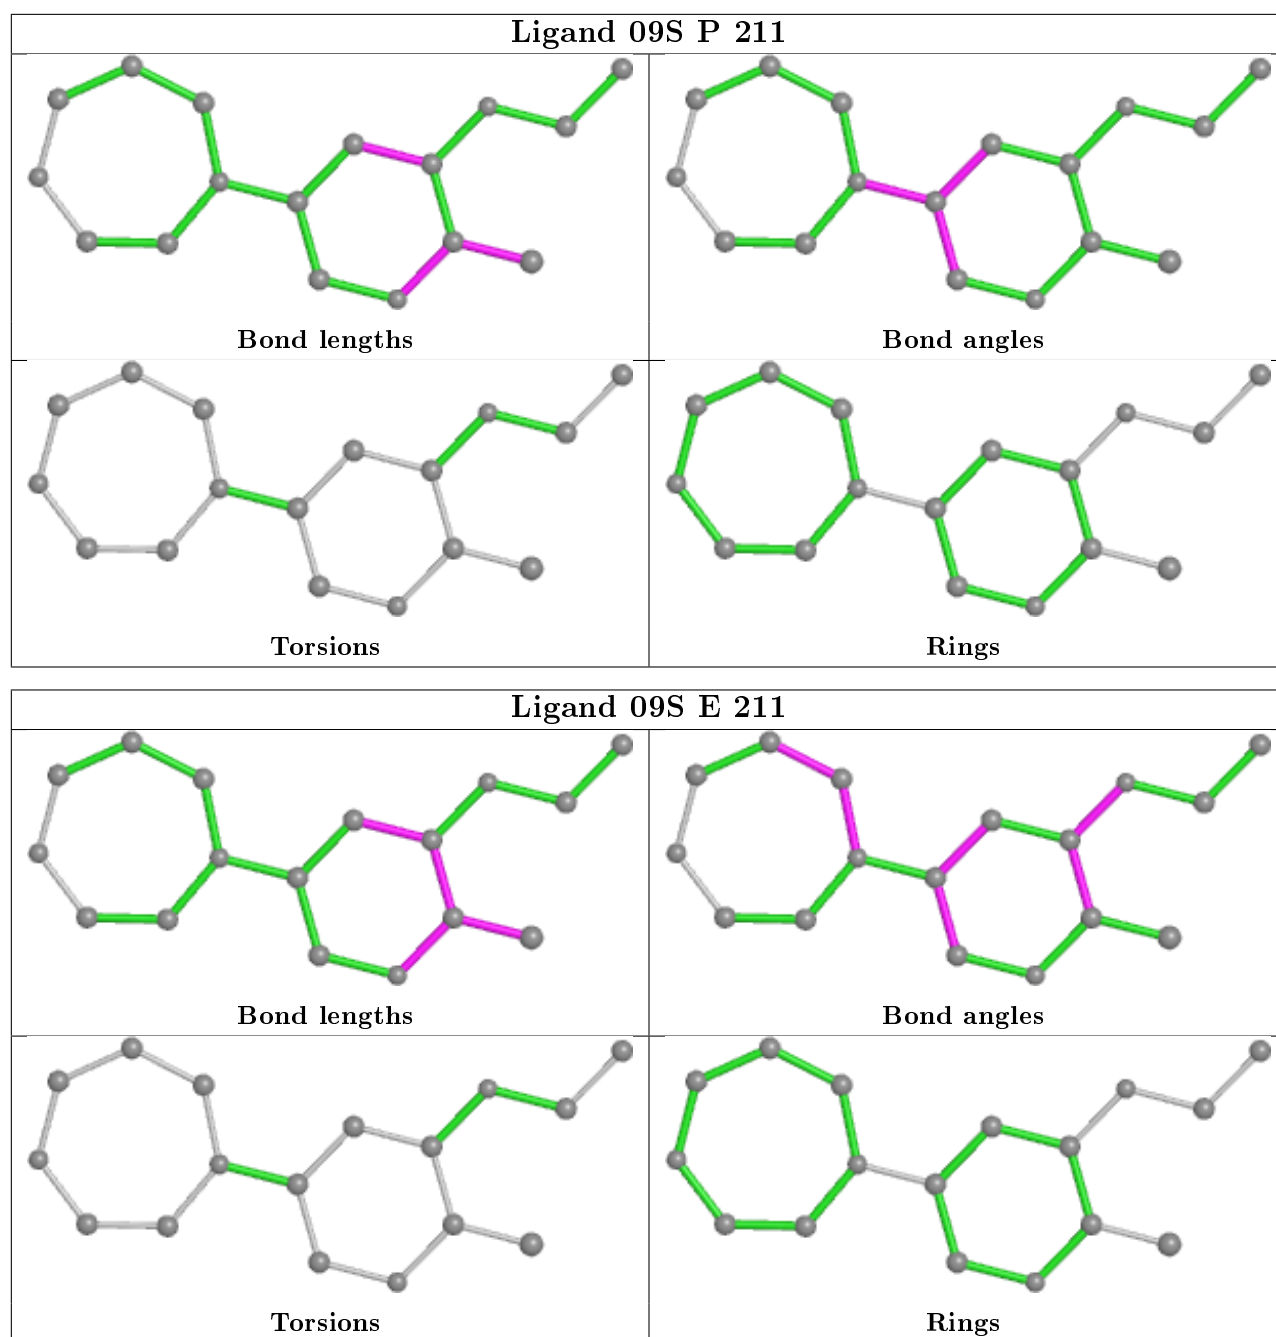 Ligand 09S P 211
Bond lengths
Bond angles
Torsions
Rings
Ligand 09S E 211
Bond lengths
Bond angles
Torsions
Rings